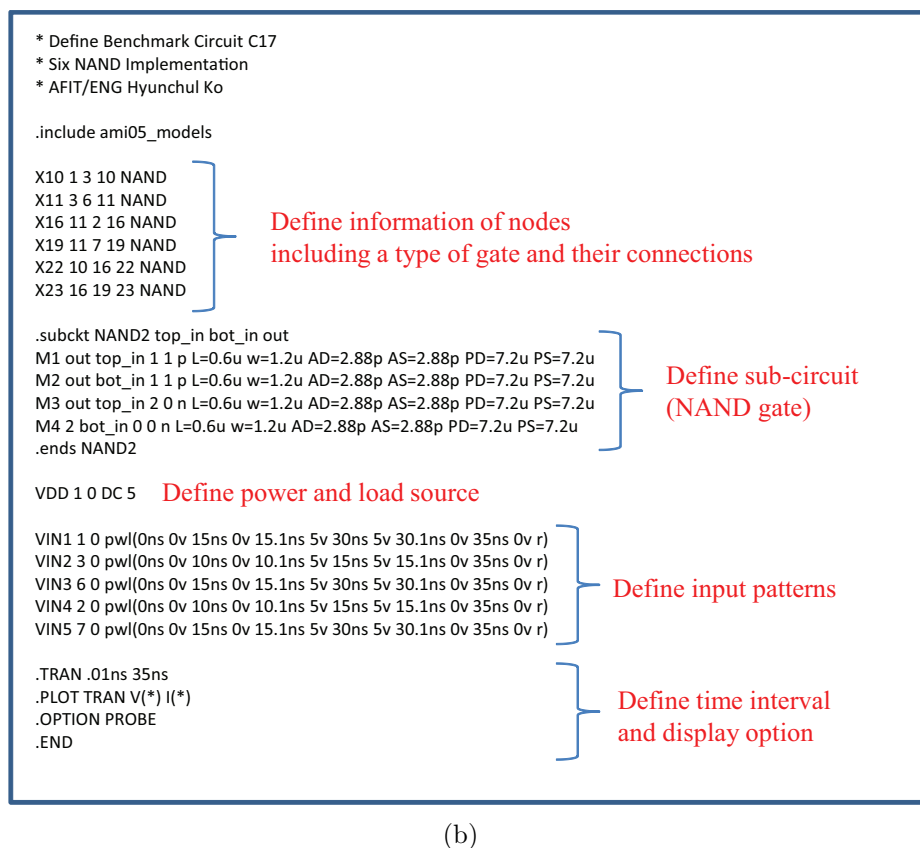 * Define Benchmark Circuit C17
* Six NAND Implementation
* AFIT/ENG Hyunchul Ko
.include ami05_models
X10 1 3 10 NAND
X11 3 6 11 NAND
X16 11 2 16 NAND
X19 11 7 19 NAND
X22 10 16 22 NAND
X23 16 19 23 NAND
Define information of nodes
including a type of gate and their connections
.subckt NAND2 top_in bot_in out
M1 out top_in 1 1 p L=0.6u w=1.2u AD=2.88p AS=2.88p PD=7.2u PS=7.2u
M2 out bot_in 1 1 p L=0.6u w=1.2u AD=2.88p AS=2.88p PD=7.2u PS=7.2u
M3 out top_in 2 0 n L=0.6u w=1.2u AD=2.88p AS=2.88p PD=7.2u PS=7.2u
M4 2 bot_in 0 0 n L=0.6u w=1.2u AD=2.88p AS=2.88p PD=7.2u PS=7.2u
.ends NAND2
Define sub-circuit
(NAND gate)
VDD 1 0 DC 5 Define power and load source
VIN1 1 0 pwl(0ns 0v 15ns 0v 15.1ns 5v 30ns 5v 30.1ns 0v 35ns 0v r)
VIN2 3 0 pwl(0ns 0v 10ns 0v 10.1ns 5v 15ns 5v 15.1ns 0v 35ns 0v r)
VIN3 6 0 pwl(0ns 0v 15ns 0v 15.1ns 5v 30ns 5v 30.1ns 0v 35ns 0v r)
VIN4 2 0 pwl(0ns 0v 10ns 0v 10.1ns 5v 15ns 5v 15.1ns 0v 35ns 0v r)
VIN5 7 0 pwl(0ns 0v 15ns 0v 15.1ns 5v 30ns 5v 30.1ns 0v 35ns 0v r)
Define input patterns
.TRAN .01ns 35ns
.PLOT TRAN V(*) I(*)
.OPTION PROBE
.END
Define time interval
and display option
(b)